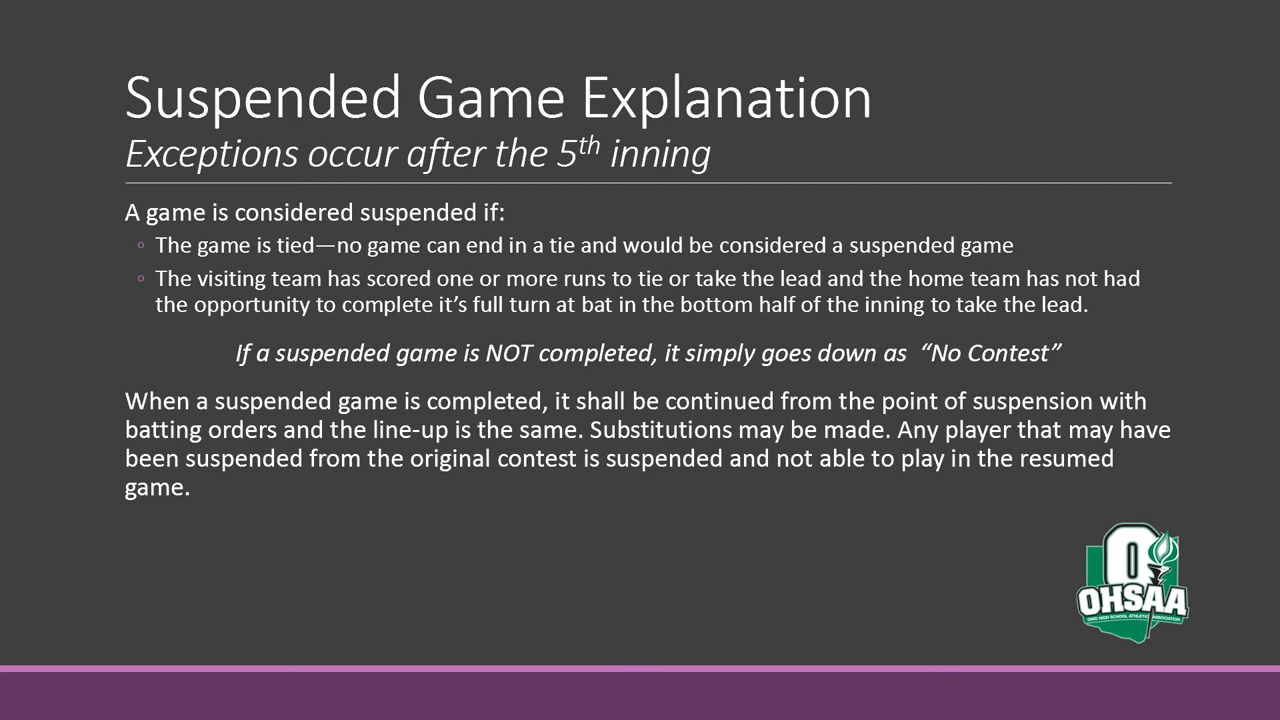 Suspended Game Explanation
Exceptions occur after the 5th inning
A game is considered suspended if:
◦ The game is tied—no game can end in a tie and would be considered a suspended game
◦ The visiting team has scored one or more runs to tie or take the lead and the home team has not had
the opportunity to complete it’s full turn at bat in the bottom half of the inning to take the lead.
If a suspended game is NOT completed, it simply goes down as “No Contest”
When a suspended game is completed, it shall be continued from the point of suspension with
batting orders and the line-up is the same. Substitutions may be made. Any player that may have
been suspended from the original contest is suspended and not able to play in the resumed
game.
O
OHSAA
OHIO HIGH SCHOOL ATHLETIC ASSOCIATION